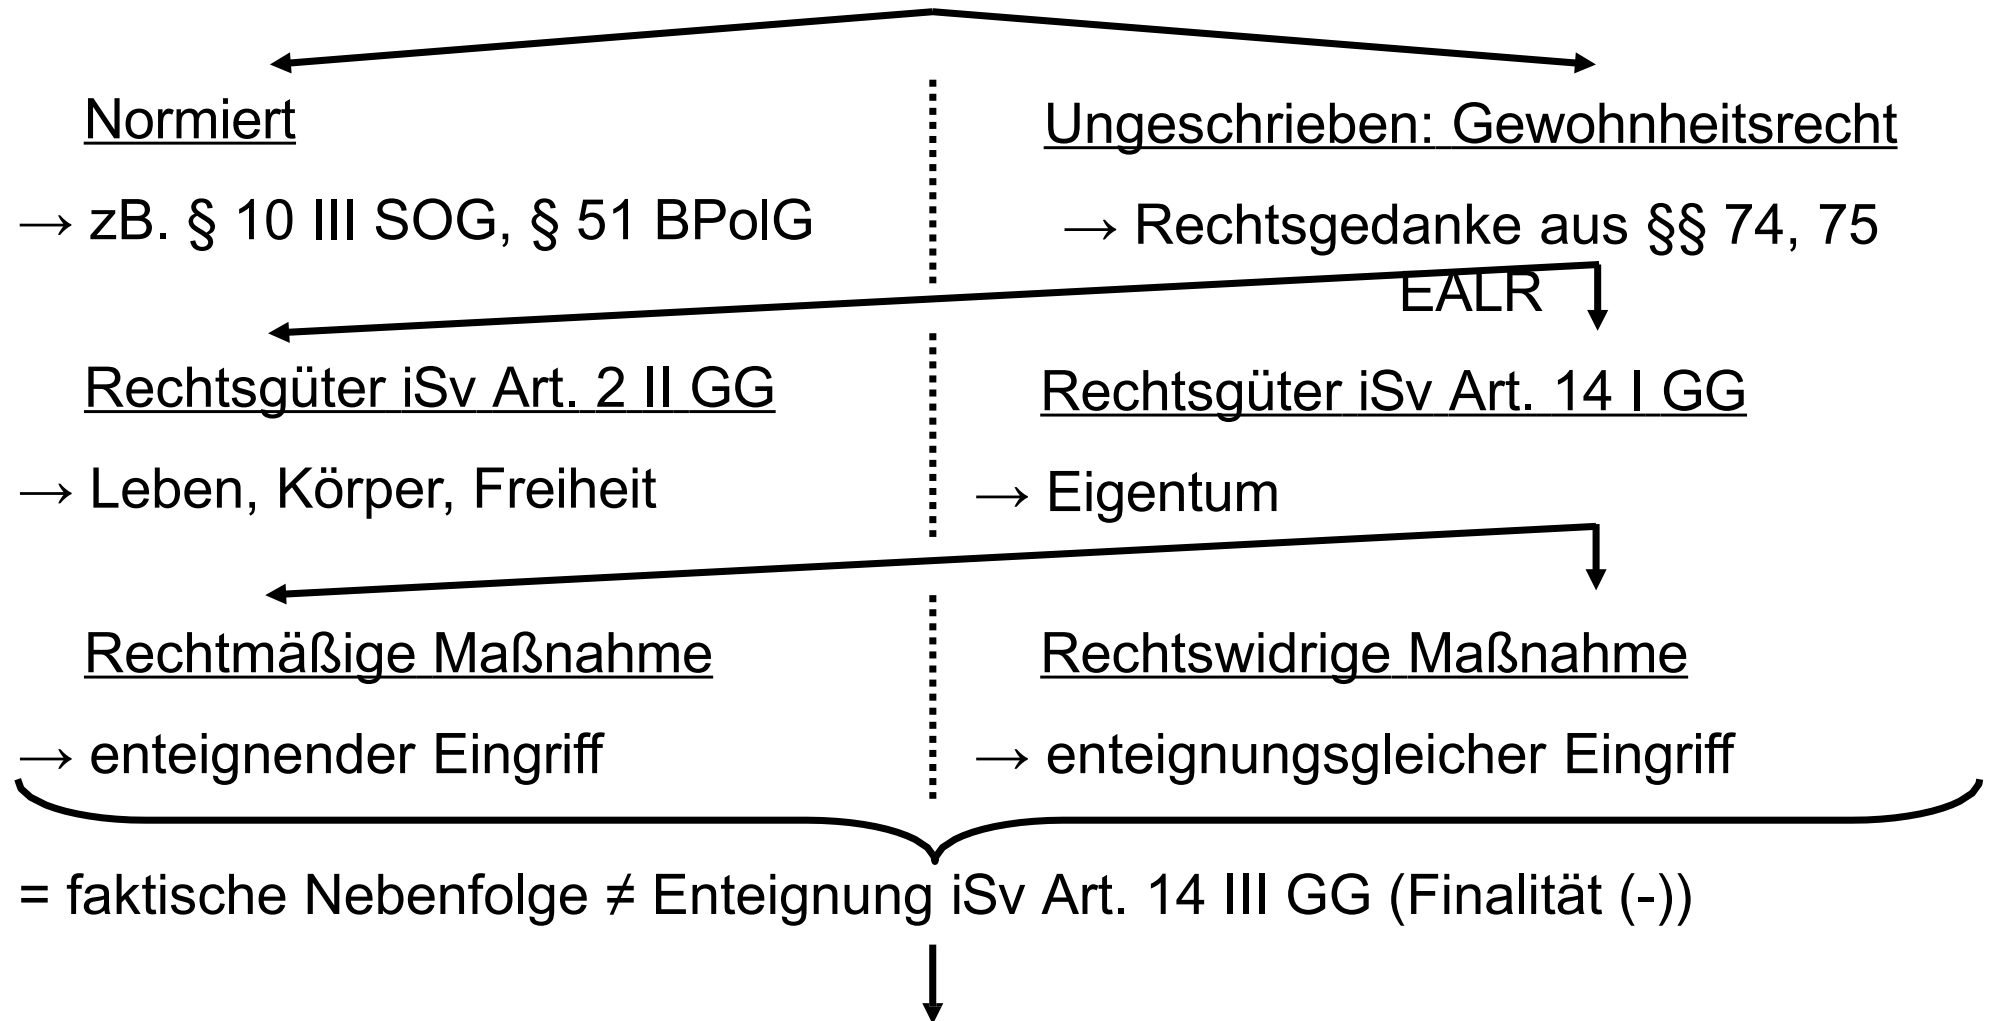 Normiert
Ungeschrieben: Gewohnheitsrecht
→ zB. § 10 III SOG, § 51 BPolG
→ Rechtsgedanke aus §§ 74, 75
EALR
Rechtsgüter iSv Art. 2 II GG
Rechtsgüter iSv Art. 14 I GG
→ Leben, Körper, Freiheit
→ Eigentum
Rechtmäßige Maßnahme
Rechtswidrige Maßnahme
→ enteignender Eingriff
→ enteignungsgleicher Eingriff
= faktische Nebenfolge ≠ Enteignung iSv Art. 14 III GG (Finalität (-))